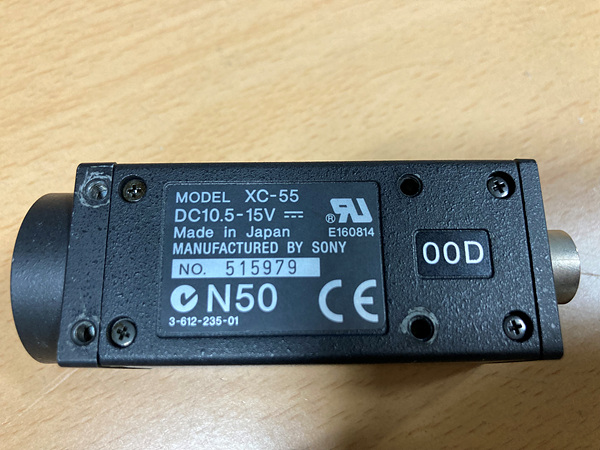 MODEL XC-55
DC10.5-15V
Made in Japan
MANUFACTURED BY SONY
NO. 515979
N50
3-612-235-01
®
E160814
CE
00D